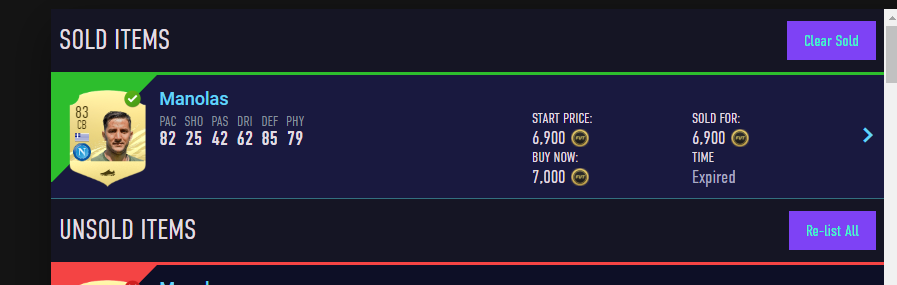 SOLD ITEMS
Clear Sold
83
CB
Manolas
PAC SHO PAS DRI DEF PHY
82 25 42 62 85 79
START PRICE:
6,900
BUY NOW:
7,000
SOLD FOR:
6,900
TIME
Expired
UNSOLD ITEMS
Re-list All